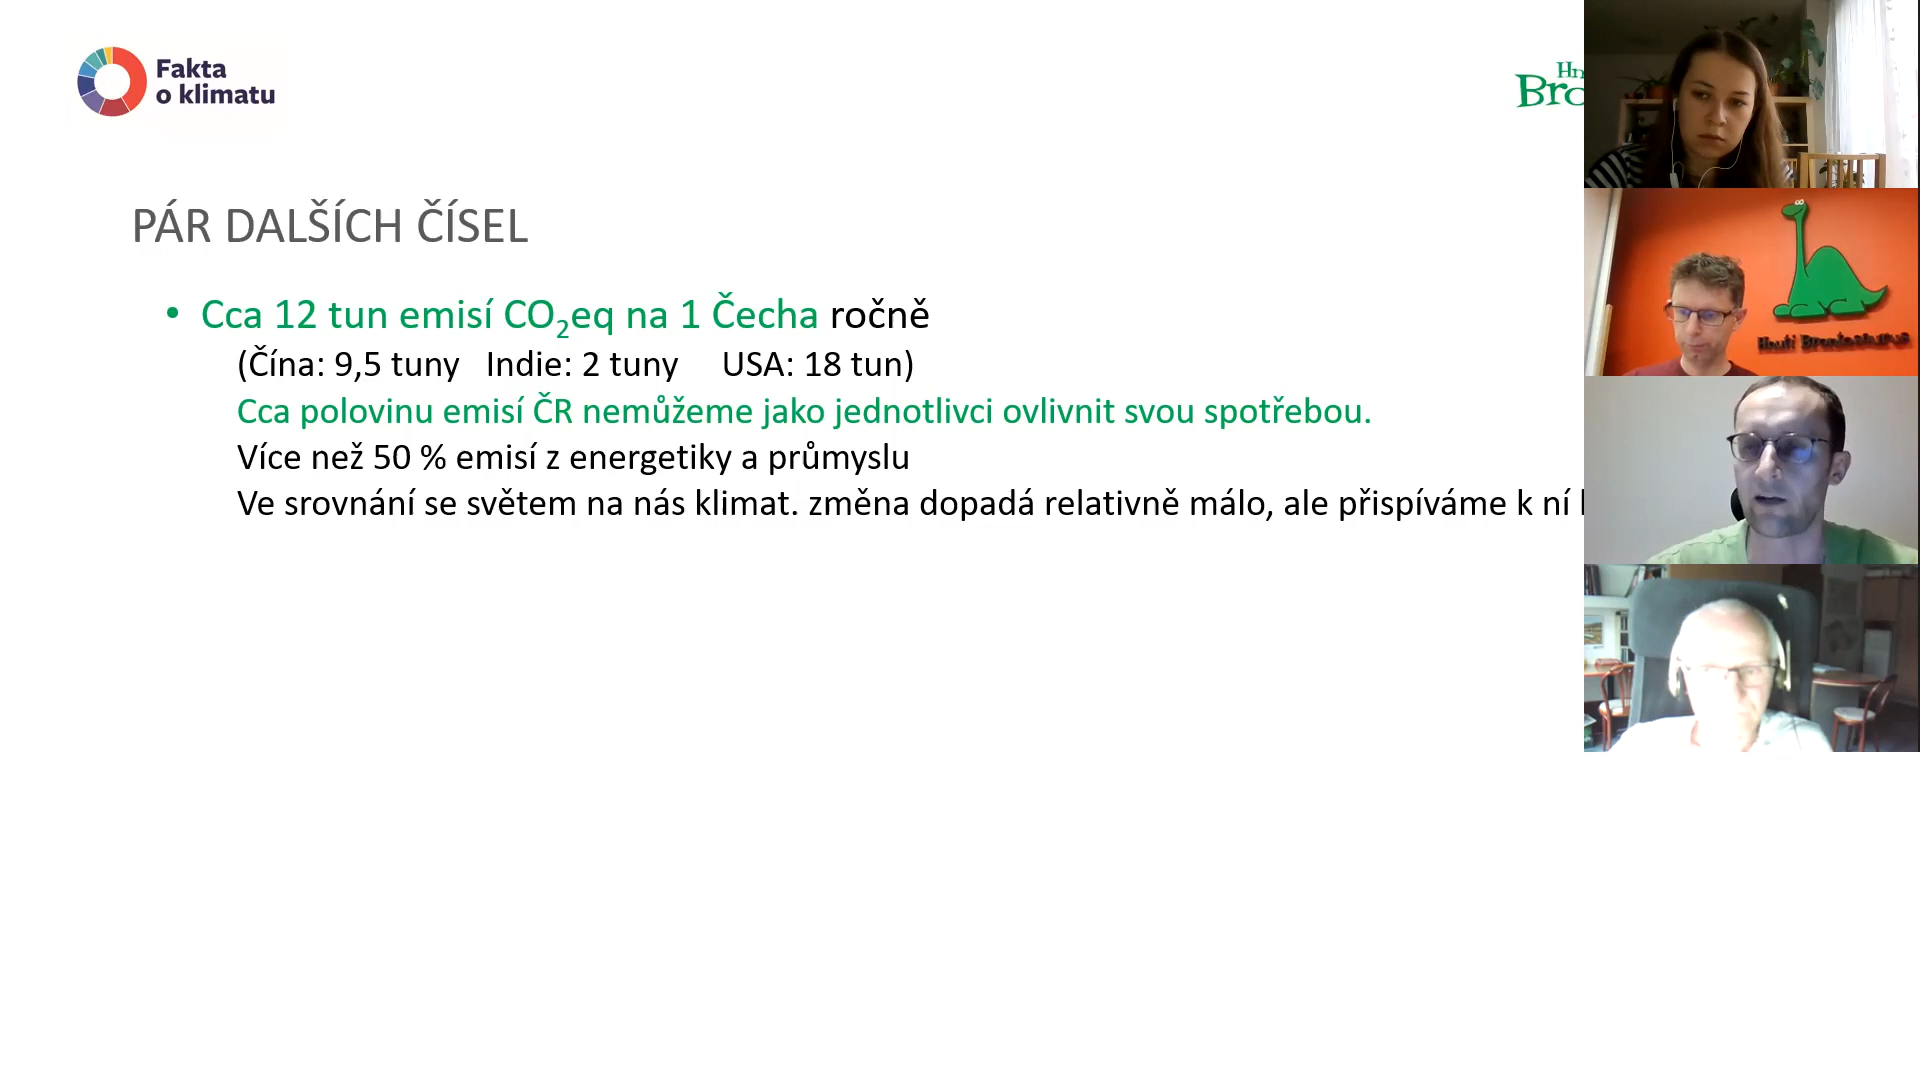 Fakta
o klimatu
PÁR DALŠÍCH ČÍSEL
• Cca 12 tun emisí CO₂eq na 1 Čecha ročně
(Čína: 9,5 tuny Indie: 2 tuny USA: 18 tun)
Cca polovinu emisí ČR nemůžeme jako jednotlivci ovlivnit svou spotřebou.
Více než 50 % emisí z energetiky a průmyslu
Ve srovnání se světem na nás klimat. změna dopadá relativně málo, ale přispíváme k ní
Hnutí Brontosaurus